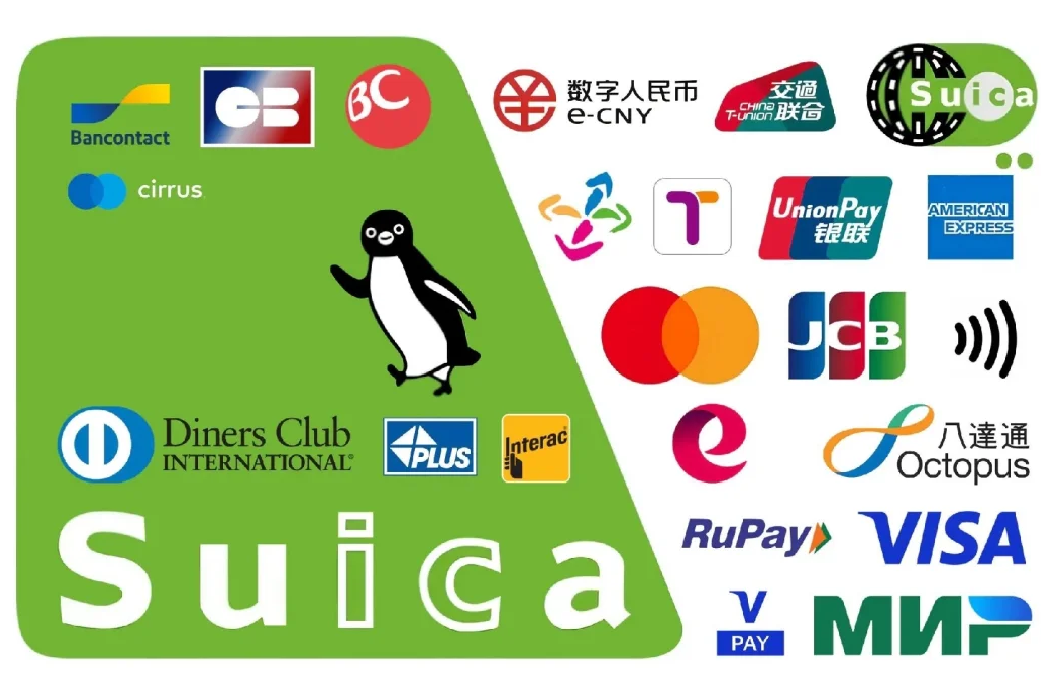 Bancontact
CB
BC
数字人民币
e-CNY
交通
CHINA
T-UNION 联合
Suica
cirrus
T
UnionPay
银联
AMERICAN
EXPRESS
JCB
Diners Club
INTERNATIONAL®
PLUS
Interac
e
八達通
Octopus
RuPay
VISA
Suica
V
PAY
МИР